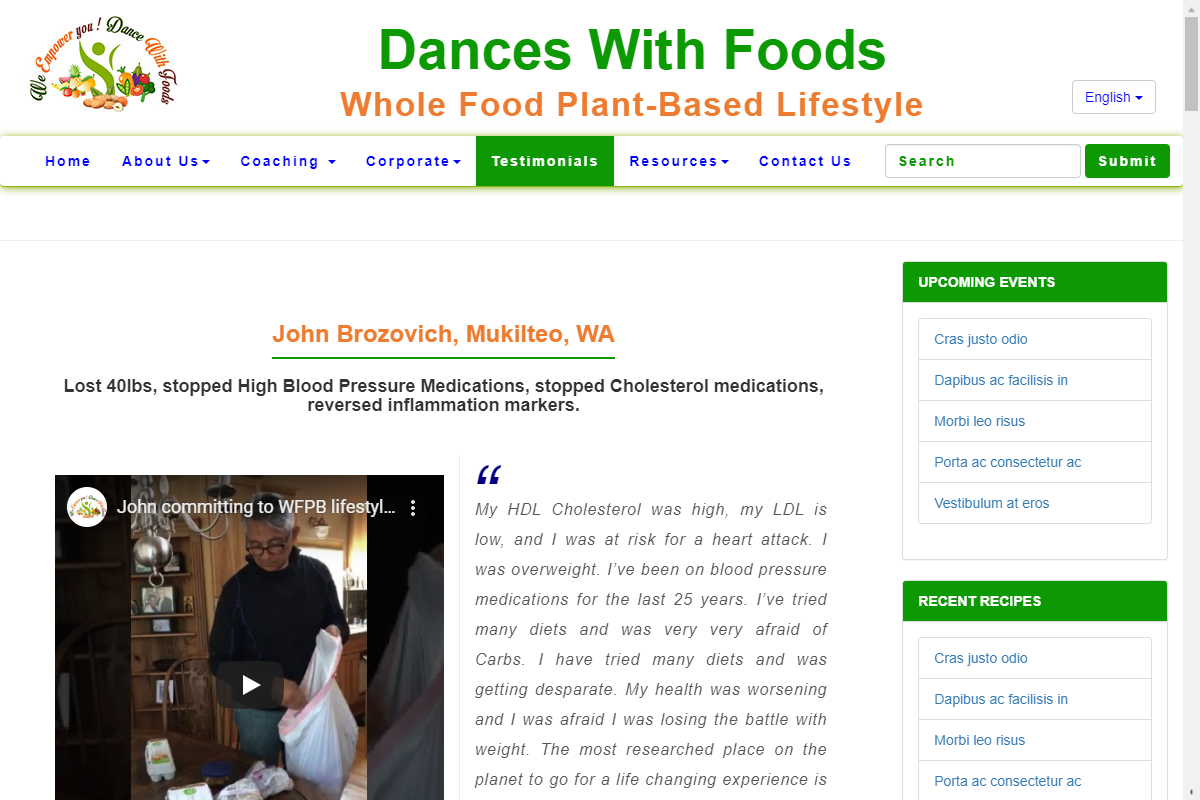 We Empower you ! Dance With Foods
Dances With Foods
Whole Food Plant-Based Lifestyle
English
Home About Us Coaching Corporate Testimonials Resources Contact Us Search Submit
John Brozovich, Mukilteo, WA
Lost 40lbs, stopped High Blood Pressure Medications, stopped Cholesterol medications,
reversed inflammation markers.
John committing to WFPB lifestyl...
“
My HDL Cholesterol was high, my LDL is
low, and I was at risk for a heart attack. I
was overweight. I’ve been on blood pressure
medications for the last 25 years. I’ve tried
many diets and was very very afraid of
Carbs. I have tried many diets and was
getting desparate. My health was worsening
and I was afraid I was losing the battle with
weight. The most researched place on the
planet to go for a life changing experience is
UPCOMING EVENTS
Cras justo odio
Dapibus ac facilisis in
Morbi leo risus
Porta ac consectetur ac
Vestibulum at eros
RECENT RECIPES
Cras justo odio
Dapibus ac facilisis in
Morbi leo risus
Porta ac consectetur ac